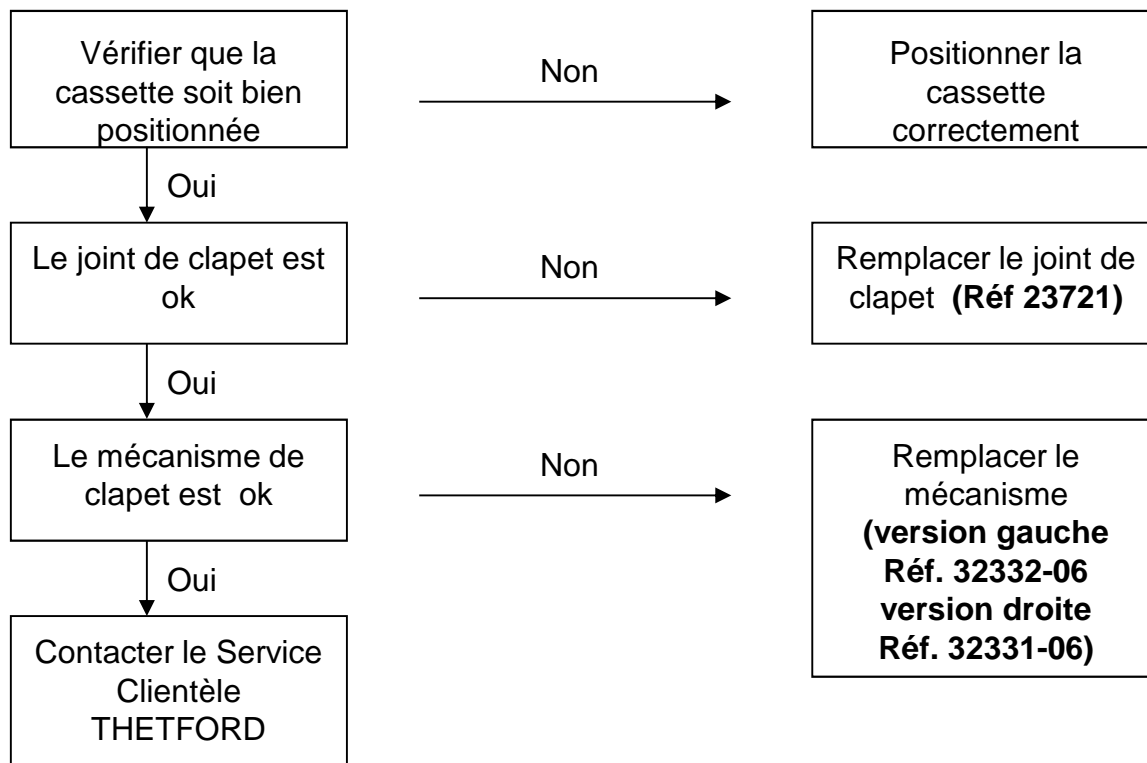 Vérifier que la
cassette soit bien
positionnée
Non
Positionner la
cassette
correctement
Oui
Le joint de clapet est
ok
Non
Remplacer le joint de
clapet (Réf 23721)
Oui
Le mécanisme de
clapet est ok
Non
Remplacer le
mécanisme
(version gauche
Réf. 32332-06
version droite
Réf. 32331-06)
Oui
Contacter le Service
Clientèle
THETFORD